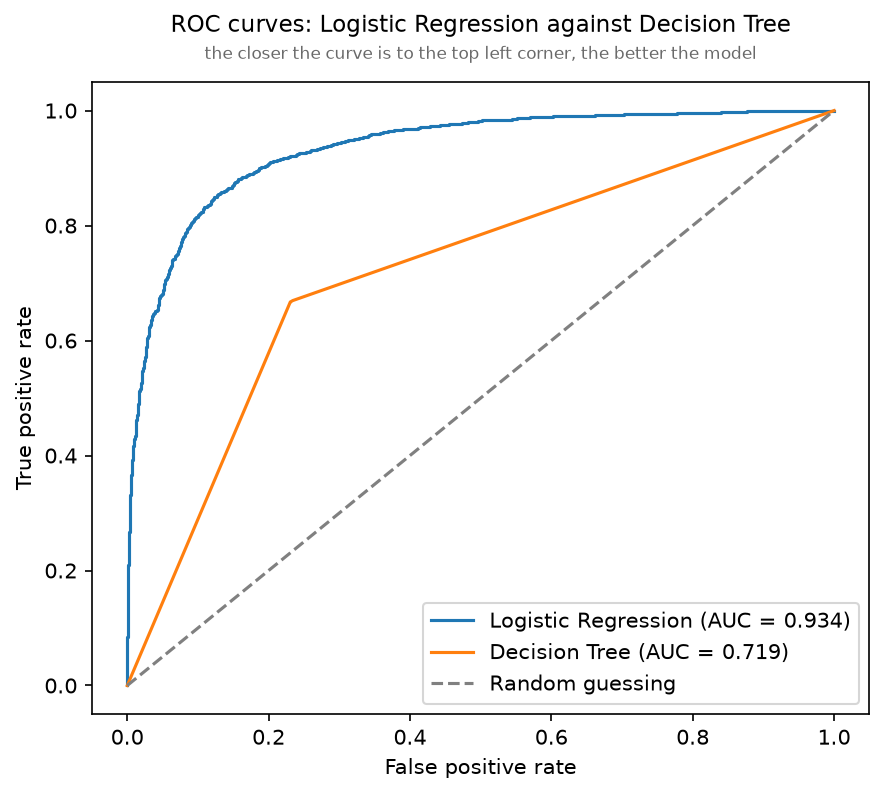 ROC curves: Logistic Regression against Decision Tree
the closer the curve is to the top left corner, the better the model
1.0
0.8
0.6
0.4
0.2
0.0
True positive rate
Logistic Regression (AUC = 0.934)
Decision Tree (AUC = 0.719)
Random guessing
0.0 0.2 0.4 0.6 0.8 1.0
False positive rate